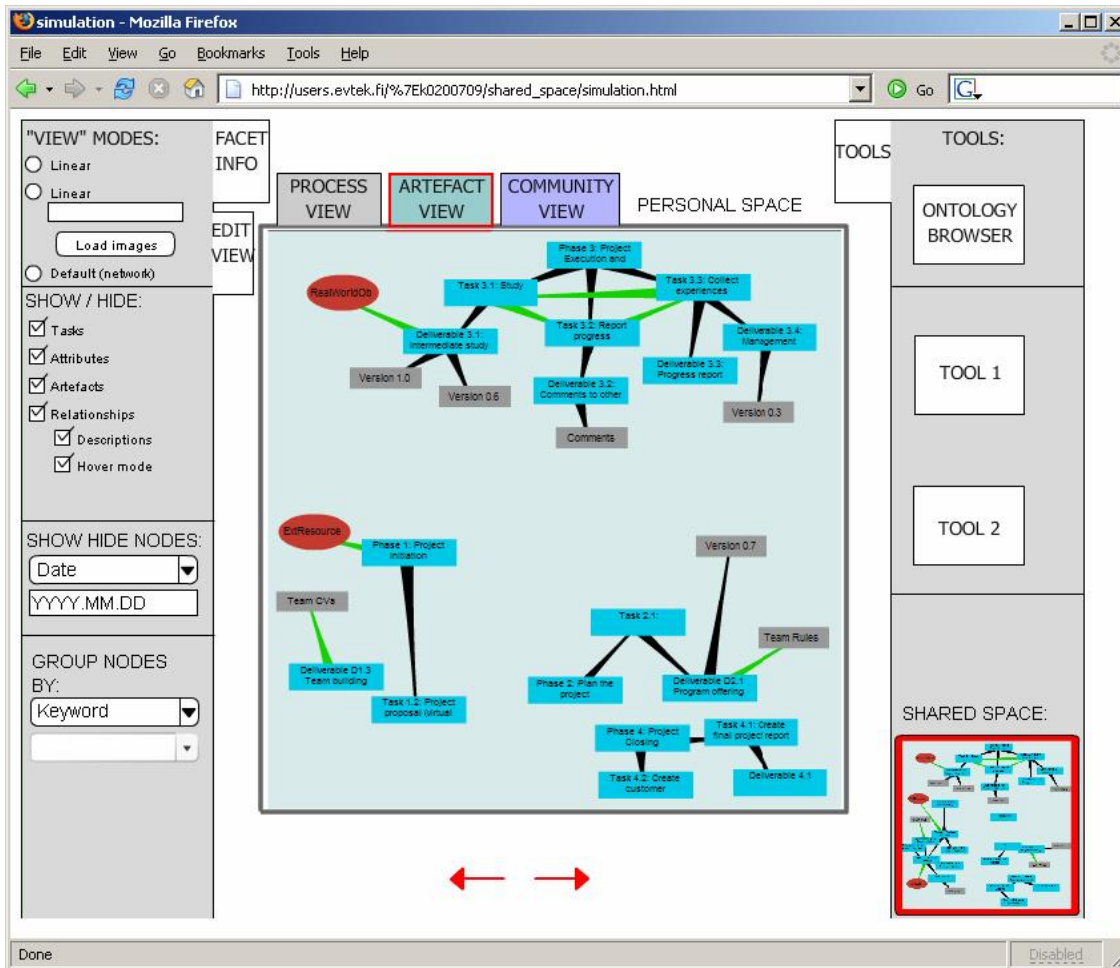 simulation - Mozilla Firefox
File Edit View Go Bookmarks Tools Help
http://users.evtek.fi/%7Ek0200709/shared_space/simulation.html
Go
G
"VIEW" MODES:
Linear
Linear
Load images
Default (network)
SHOW / HIDE:
Tasks
Attributes
Artefacts
Relationships
Descriptions
Hover mode
SHOW HIDE NODES:
Date
YYYY.MM.DD
GROUP NODES
BY:
Keyword
FACET
INFO
EDIT
VIEW
PROCESS
VIEW
ARTEFACT
VIEW
COMMUNITY
VIEW
PERSONAL SPACE
Phase 3: Project
Execution and
RealWorldOb
Task 3.1: Study
Task 3.3: Collect
experiences
Deliverable 3.1:
Intermediate study
Task 3.2: Report
progress
Deliverable 3.4:
Management
Version 1.0
Version 0.6
Deliverable 3.2:
Comments to other
Deliverable 3.3:
Progress report
Version 0.3
Comments
ExtResource
Phase 1: Project
Initiation
Version 0.7
Team CVs
Task 2.1:
Team Rules
Deliverable D1.3
Team building
Phase 2: Plan the
project
Deliverable D2.1
Program offering
Task 1.2: Project
proposal (virtual
Phase 4: Project
Closing
Task 4.1: Create
final project report
Task 4.2: Create
customer
Deliverable 4.1
TOOLS
TOOLS:
ONTOLOGY
BROWSER
TOOL 1
TOOL 2
SHARED SPACE:
Done
Disabled